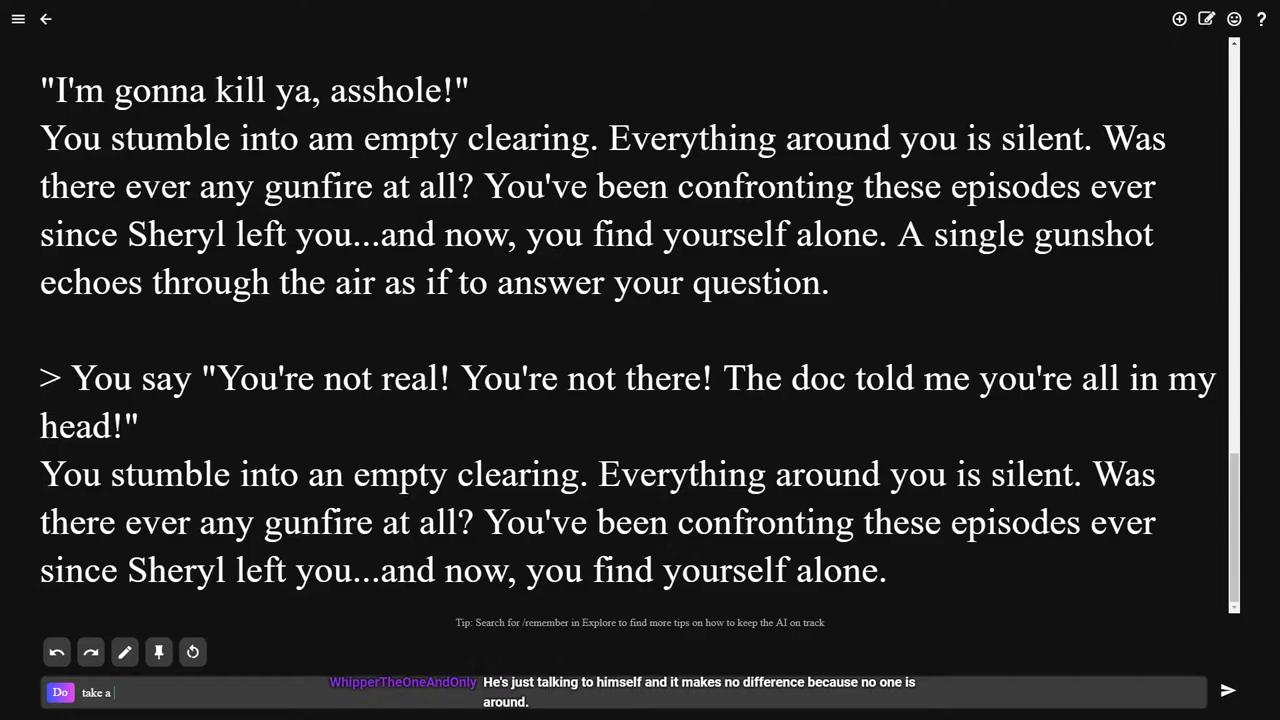 "I'm gonna kill ya, asshole!"
You stumble into am empty clearing. Everything around you is silent. Was
there ever any gunfire at all? You've been confronting these episodes ever
since Sheryl left you...and now, you find yourself alone. A single gunshot
echoes through the air as if to answer your question.
> You say "You're not real! You're not there! The doc told me you're all in my
head!"
You stumble into an empty clearing. Everything around you is silent. Was
there ever any gunfire at all? You've been confronting these episodes ever
since Sheryl left you...and now, you find yourself alone.
Tip: Search for /remember in Explore to find more tips on how to keep the AI on track
Do take a
WhipperTheOneAndOnly He's just talking to himself and it makes no difference because no one is
around.